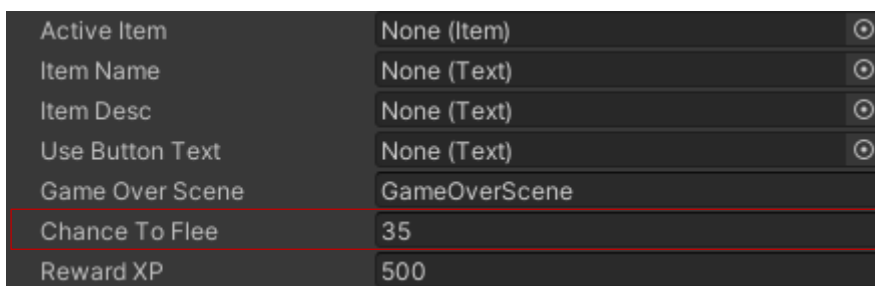 Active Item None (Item)
Item Name None (Text)
Item Desc None (Text)
Use Button Text None (Text)
Game Over Scene GameOverScene
Chance To Flee 35
Reward XP 500